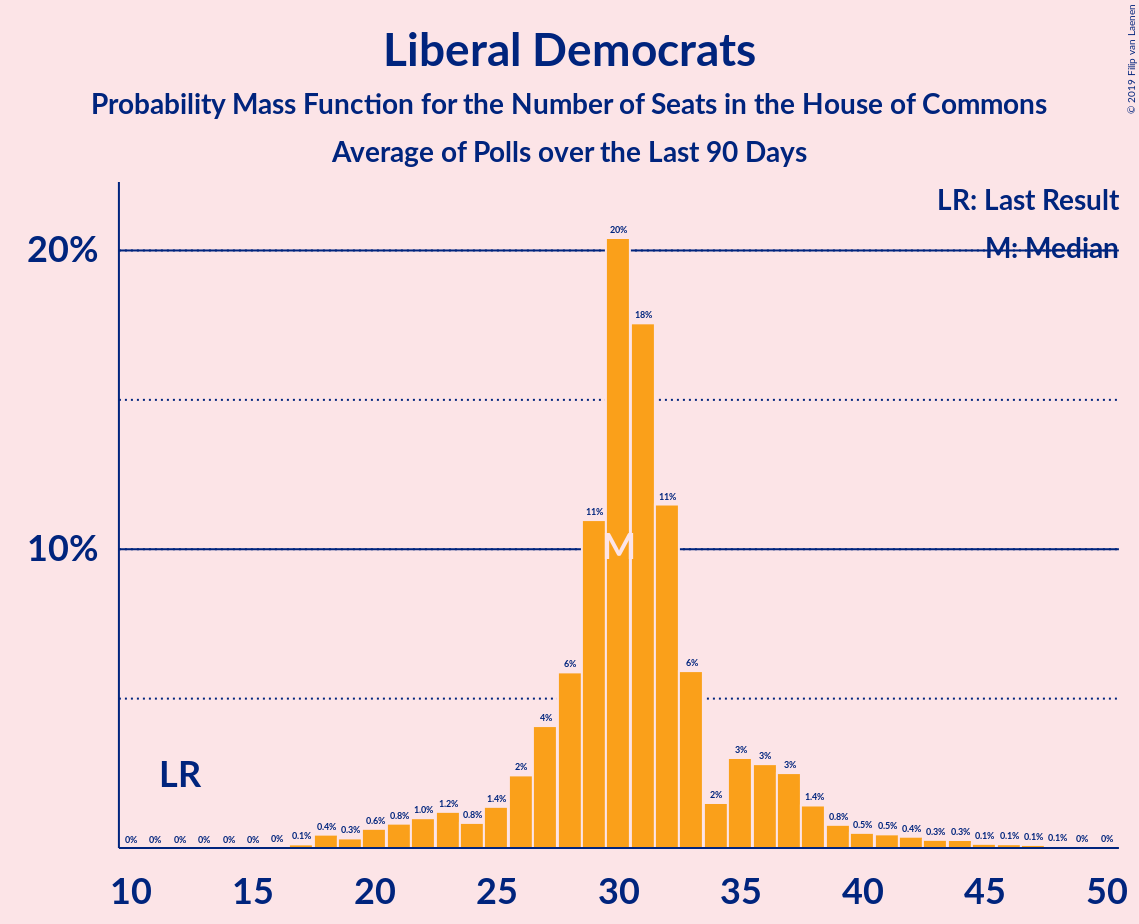 Liberal Democrats
Probability Mass Function for the Number of Seats in the House of Commons
Average of Polls over the Last 90 Days
© 2019 Filip van Laenen
LR: Last Result
M: Median
20%
10%
LR
M
0% 0% 0% 0% 0% 0% 0% 0.1% 0.4% 0.3% 0.6% 0.8% 1.0% 1.2% 0.8% 1.4% 2% 4% 6% 11% 20% 18% 11% 6% 2% 3% 3% 3% 1.4% 0.8% 0.5% 0.5% 0.4% 0.3% 0.3% 0.1% 0.1% 0.1% 0.1% 0% 0%
10 15 20 25 30 35 40 45 50